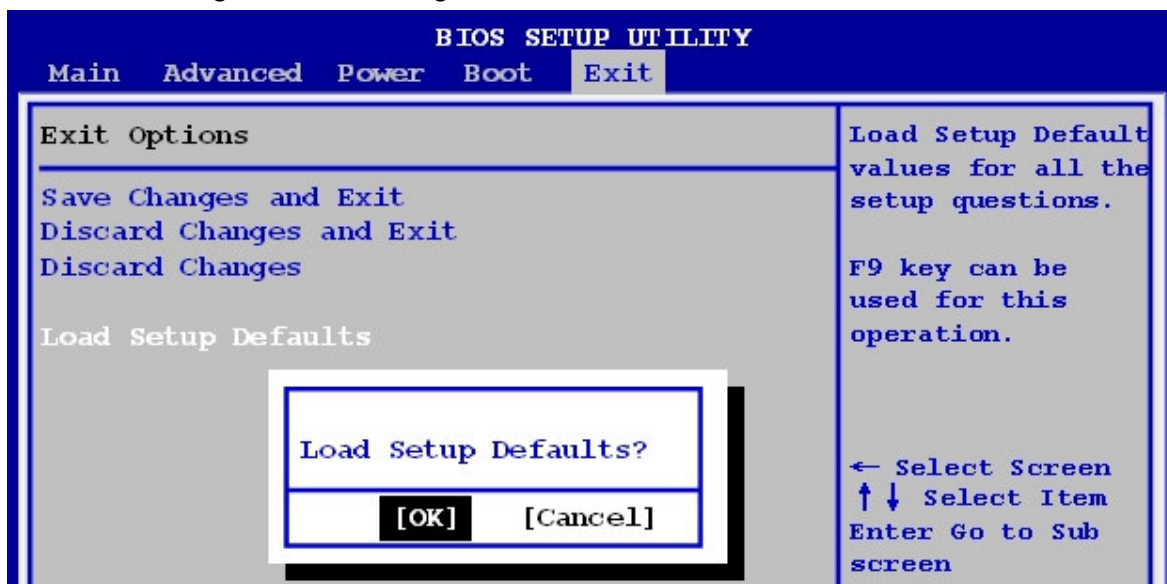 BIOS SETUP UTILITY
Main Advanced Power Boot Exit
Exit Options
Save Changes and Exit
Discard Changes and Exit
Discard Changes
Load Setup Defaults
Load Setup Defaults?
[OK] [Cancel]
Load Setup Default
values for all the
setup questions.
F9 key can be
used for this
operation.
← Select Screen
↑↓ Select Item
Enter Go to Sub
screen